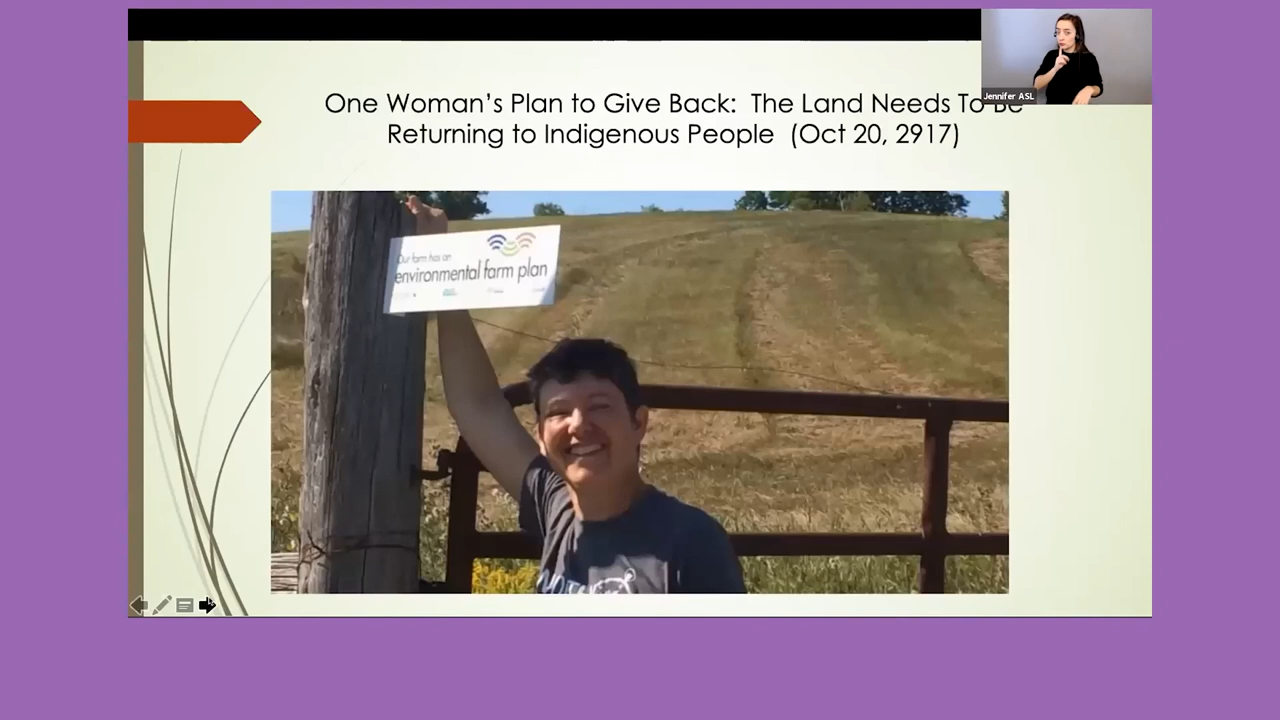 One Woman's Plan to Give Back:  The Land Needs To Be
Returning to Indigenous People  (Oct 20, 2917)
Jennifer ASL
Our farm has an
environmental farm plan